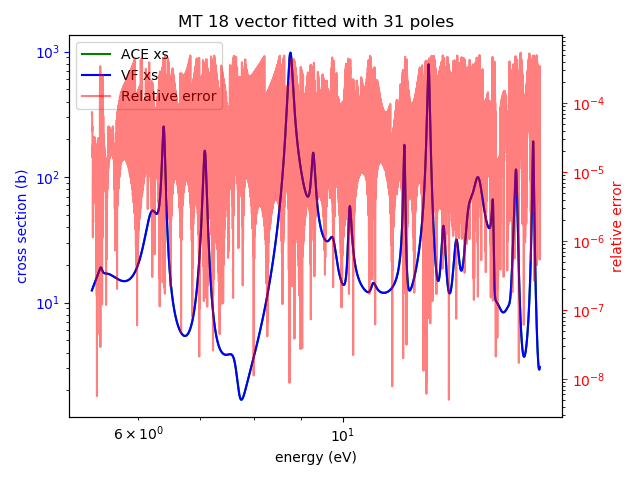 MT 18 vector fitted with 31 poles
ACE xs
VF xs
Relative error
10³
10²
10¹
cross section (b)
10⁻⁴
10⁻⁵
10⁻⁶
10⁻⁷
10⁻⁸
relative error
6 × 10⁰
10¹
energy (eV)